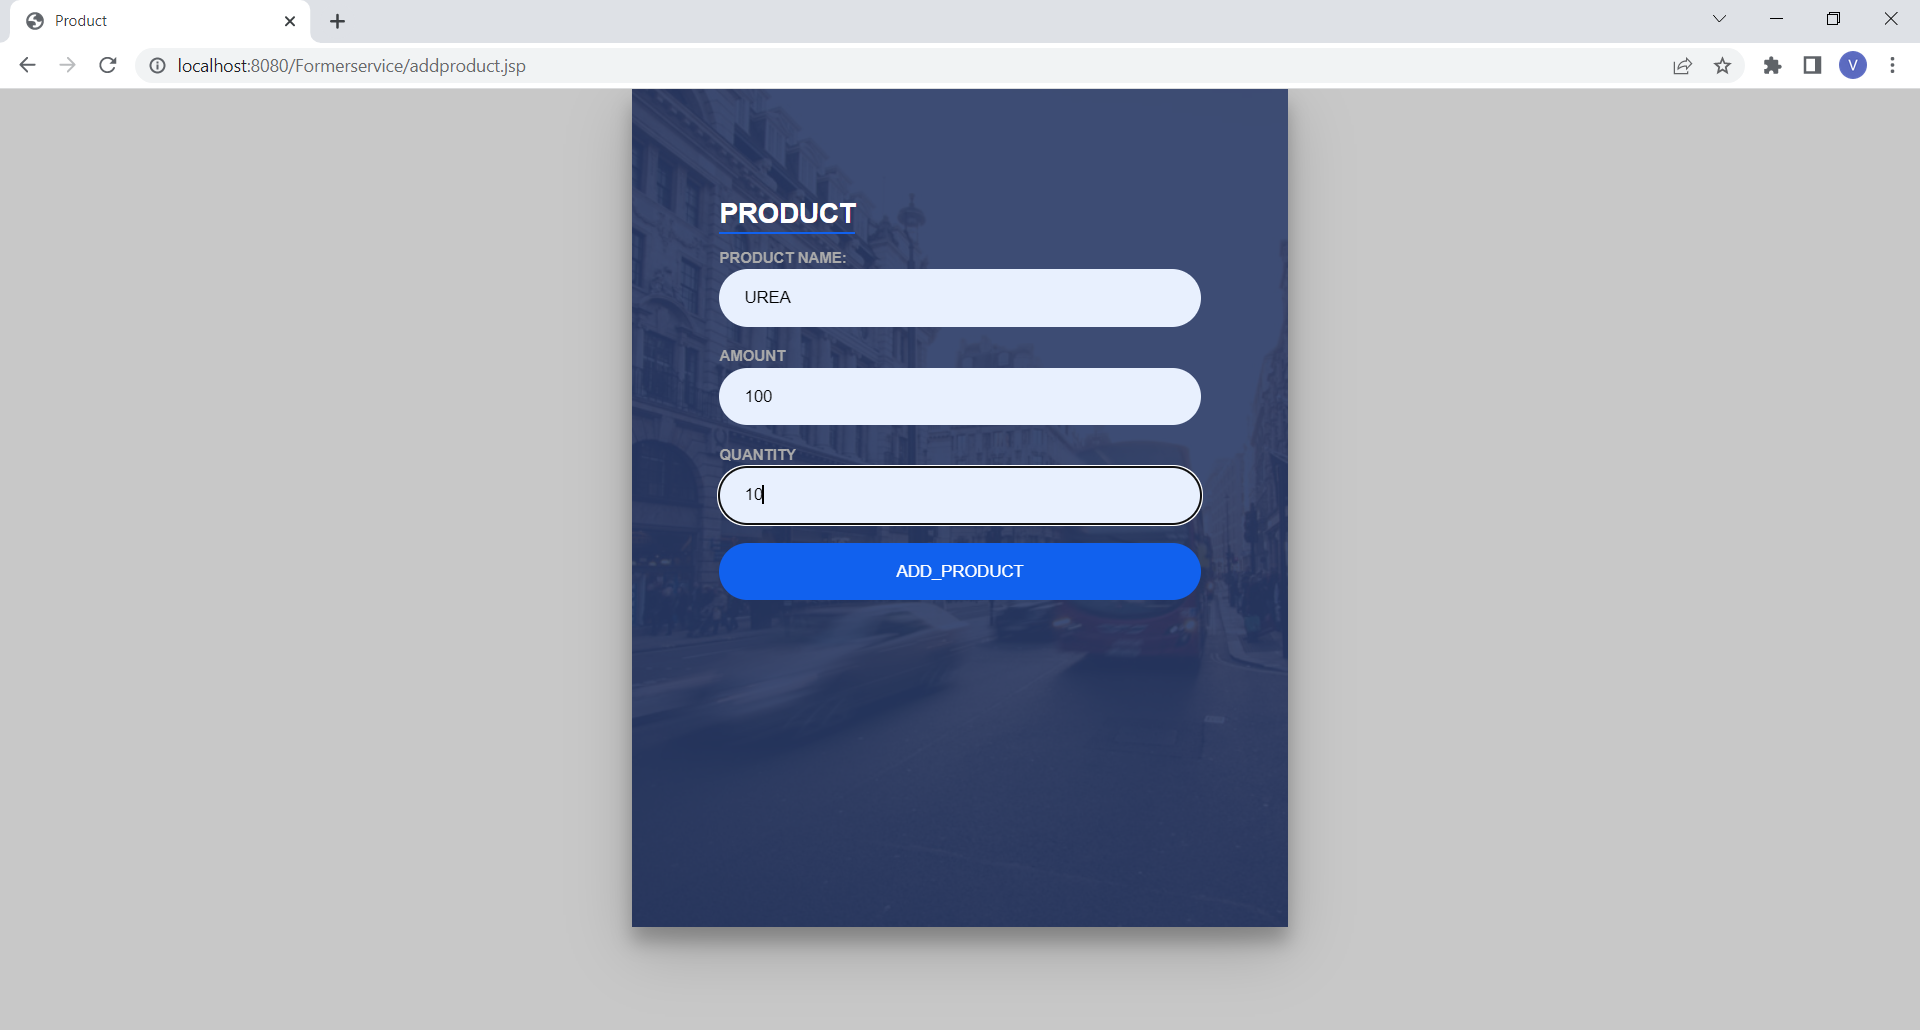 Product
localhost:8080/Formerservice/addproduct.jsp
V
PRODUCT
PRODUCT NAME:
UREA
AMOUNT
100
QUANTITY
10
ADD_PRODUCT